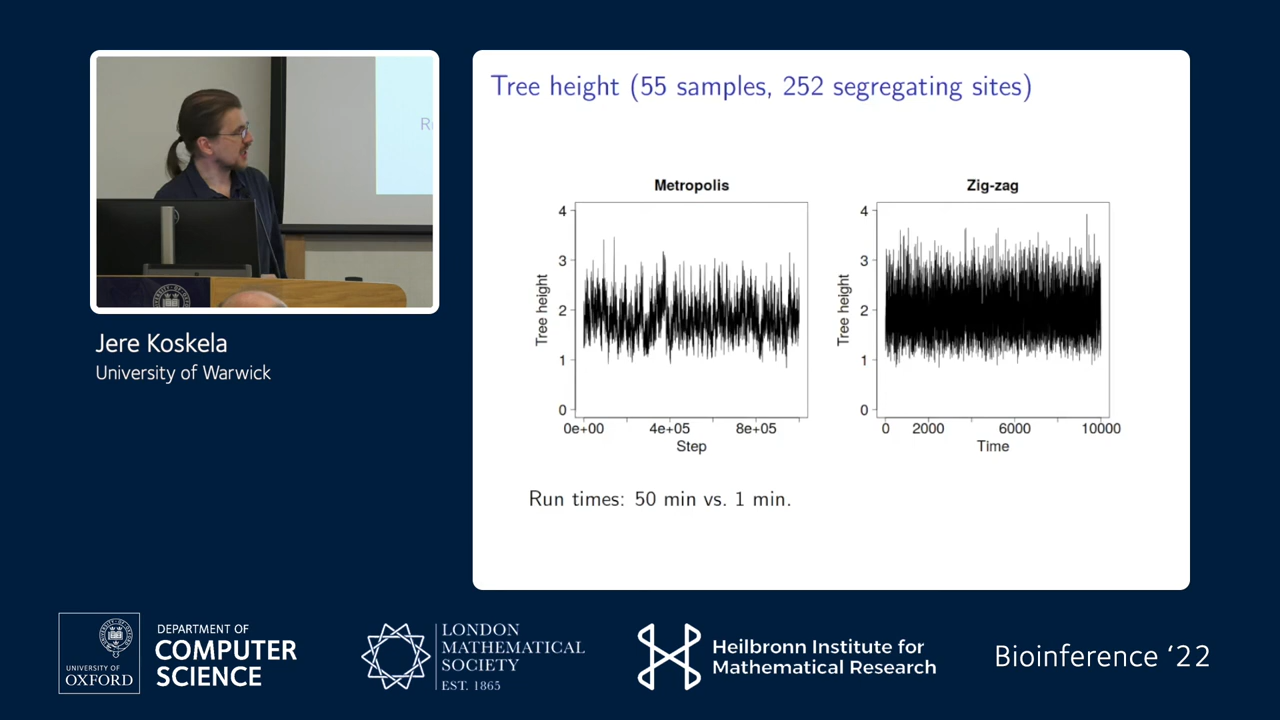 R
Jere Koskela
University of Warwick
Tree height (55 samples, 252 segregating sites)
Metropolis
Tree height
4
3
2
1
0
0e+00 4e+05 8e+05
Step
Zig-zag
Tree height
4
3
2
1
0
0 2000 6000 10000
Time
Run times: 50 min vs. 1 min.
UNIVERSITY OF
OXFORD
DEPARTMENT OF
COMPUTER
SCIENCE
LONDON
MATHEMATICAL
SOCIETY
EST. 1865
Heilbronn Institute for
Mathematical Research
Bioinference ‘22